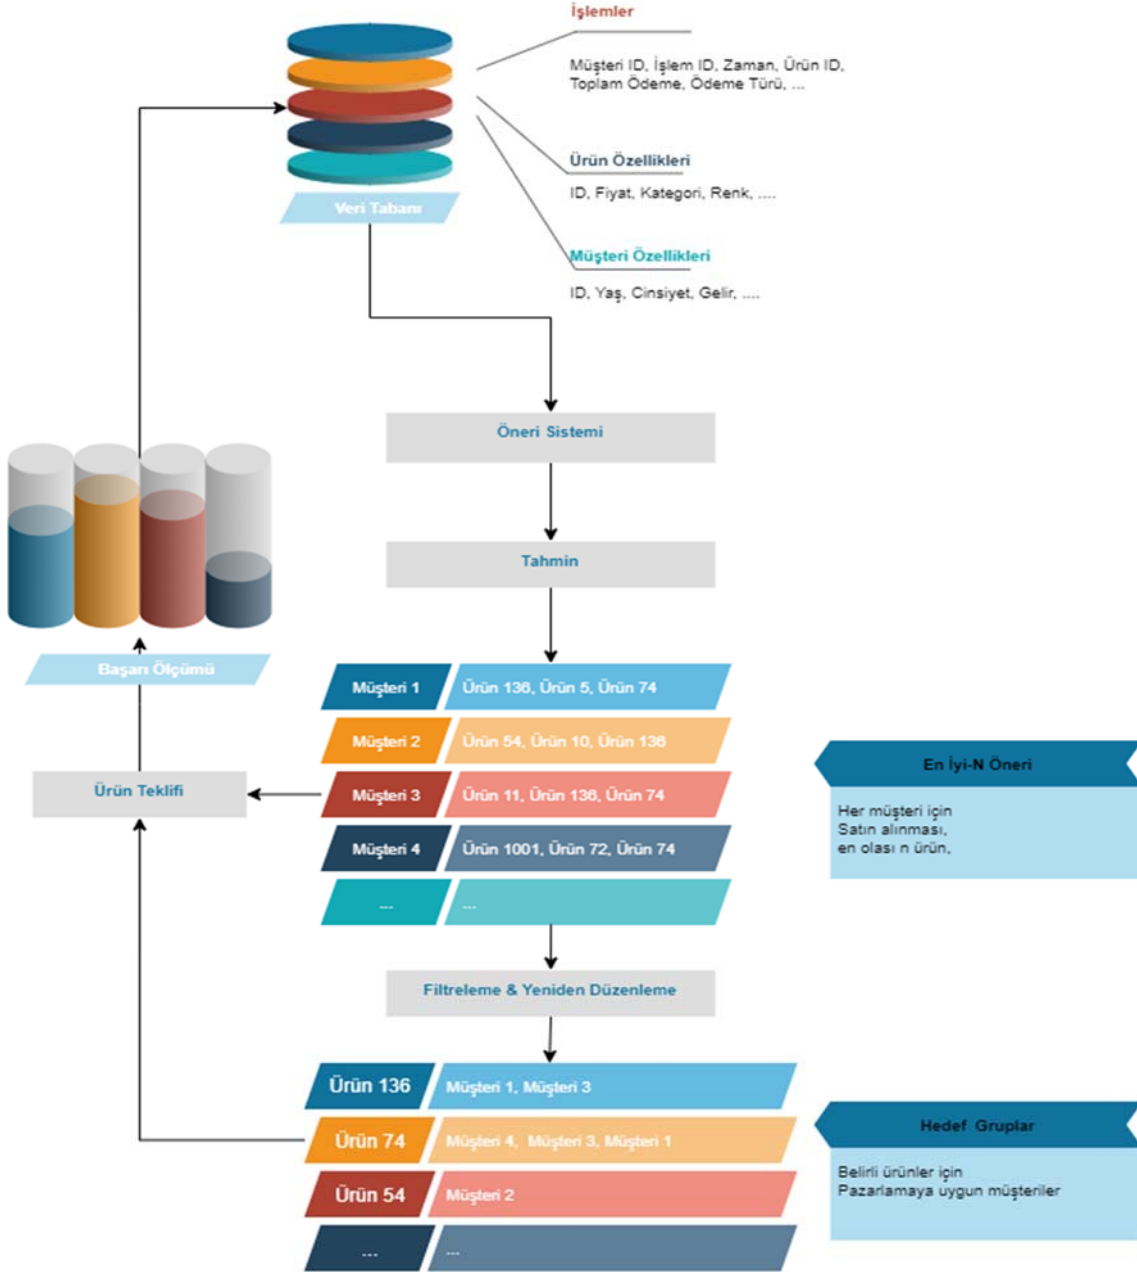 İşlemler
Müşteri ID, İşlem ID, Zaman, Ürün ID,
Toplam Ödeme, Ödeme Türü, ...
Ürün Özellikleri
ID, Fiyat, Kategori, Renk, ....
Veri Tabanı
Müşteri Özellikleri
ID, Yaş, Cinsiyet, Gelir, ....
Öneri Sistemi
Tahmin
Başarı Ölçümü
Müşteri 1
Ürün 136, Ürün 5, Ürün 74
Müşteri 2
Ürün 54, Ürün 10, Ürün 136
Ürün Teklifi
Müşteri 3
Ürün 11, Ürün 136, Ürün 74
Müşteri 4
Ürün 1001, Ürün 72, Ürün 74
...
...
En İyi-N Öneri
Her müşteri için
Satın alınması,
en olası n ürün,
Filtreleme & Yeniden Düzenleme
Ürün 136
Müşteri 1, Müşteri 3
Ürün 74
Müşteri 4, Müşteri 3, Müşteri 1
Ürün 54
Müşteri 2
...
...
Hedef Gruplar
Belirli ürünler için
Pazarlamaya uygun müşteriler